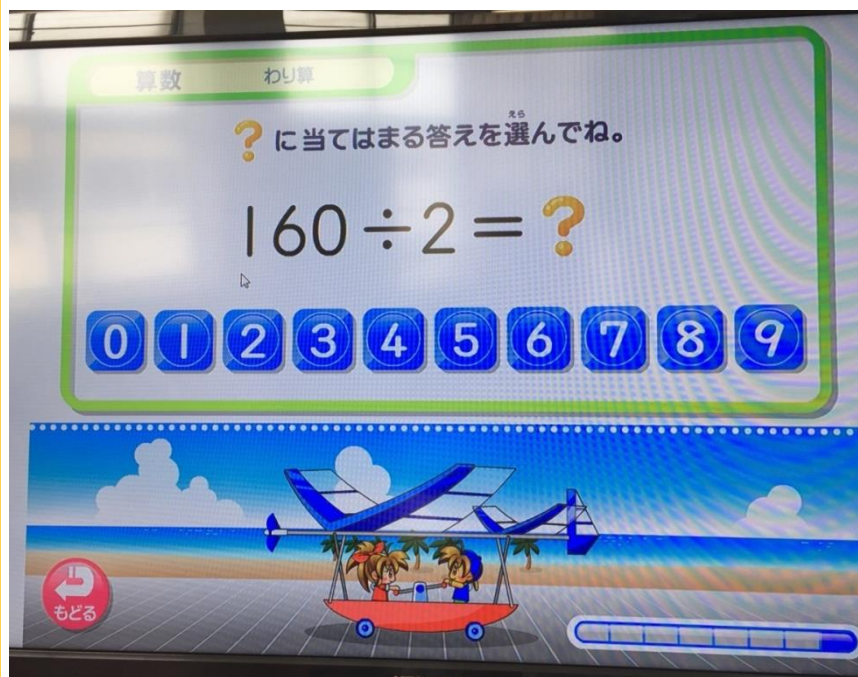 算数 わり算
えら
?に当てはまる答えを選んでね。
160÷2=?
0 1 2 3 4 5 6 7 8 9
もどる